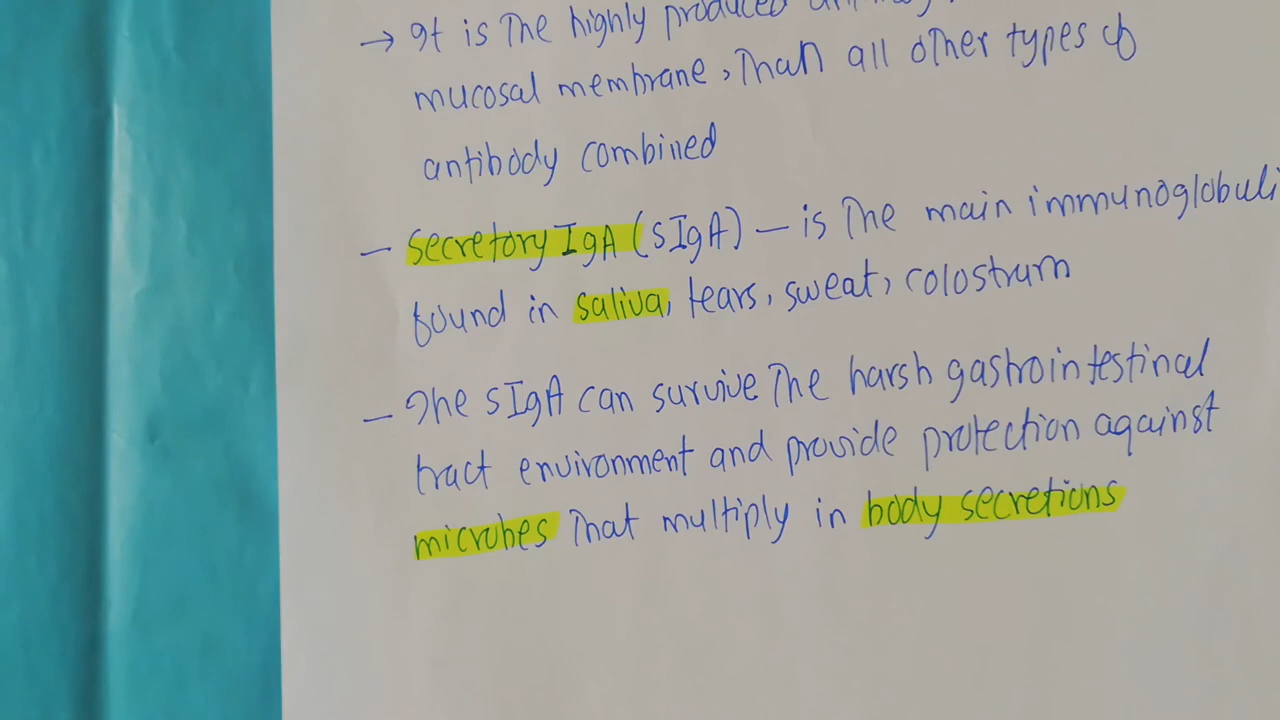 → It is The highly produced
mucosal membrane, Than all other types of
antibody combined
- Secretory IgA (sIgA) - is The main immunoglobuli
found in saliva, tears, sweat, colostrum
- The sIgA can survive The harsh gastrointestinal
tract environment and provide protection against
microbes That multiply in body secretions